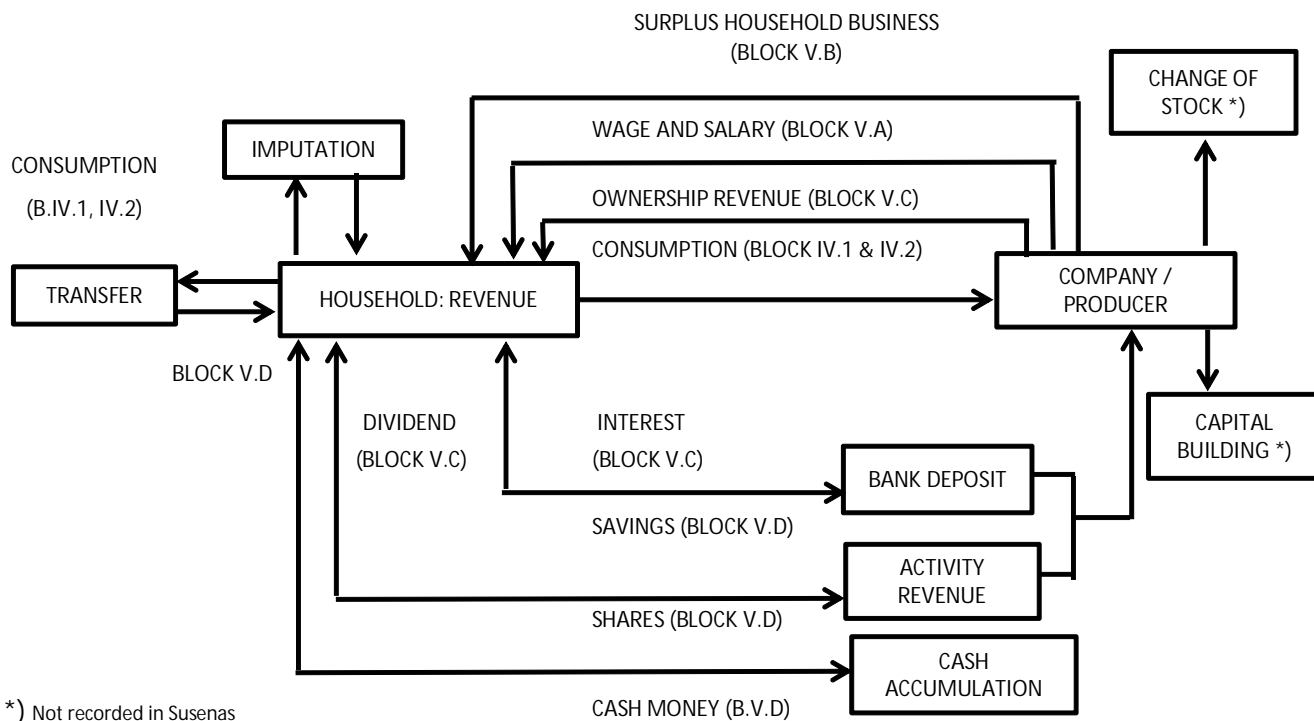 SURPLUS HOUSEHOLD BUSINESS
(BLOCK V.B)
CHANGE OF
STOCK *)
WAGE AND SALARY (BLOCK V.A)
IMPUTATION
CONSUMPTION
(B.IV.1, IV.2)
OWNERSHIP REVENUE (BLOCK V.C)
CONSUMPTION (BLOCK IV.1 & IV.2)
TRANSFER
HOUSEHOLD: REVENUE
COMPANY /
PRODUCER
BLOCK V.D
DIVIDEND
(BLOCK V.C)
INTEREST
(BLOCK V.C)
CAPITAL
BUILDING *)
BANK DEPOSIT
SAVINGS (BLOCK V.D)
ACTIVITY
REVENUE
SHARES (BLOCK V.D)
CASH
ACCUMULATION
CASH MONEY (B.V.D)
*) Not recorded in Susenas